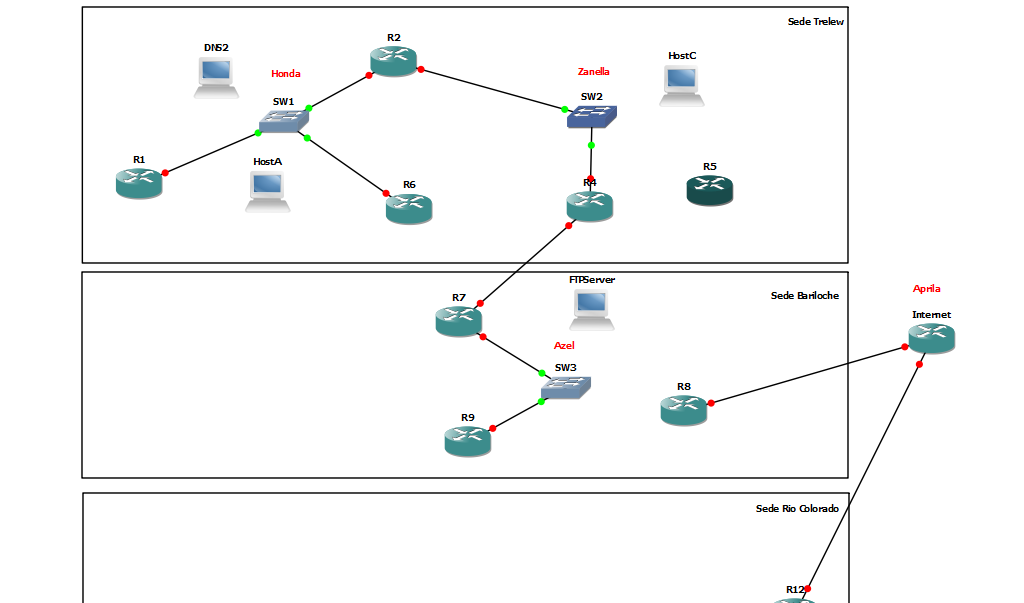 Sede Trelew
R2
DNS2
HostC
Honda
Zanella
SW1
SW2
R1
HostA
R5
R6
R4
FTPServer
Sede Bariloche
Aprila
R7
Internet
Azel
SW3
R8
R9
Sede Rio Colorado
R12